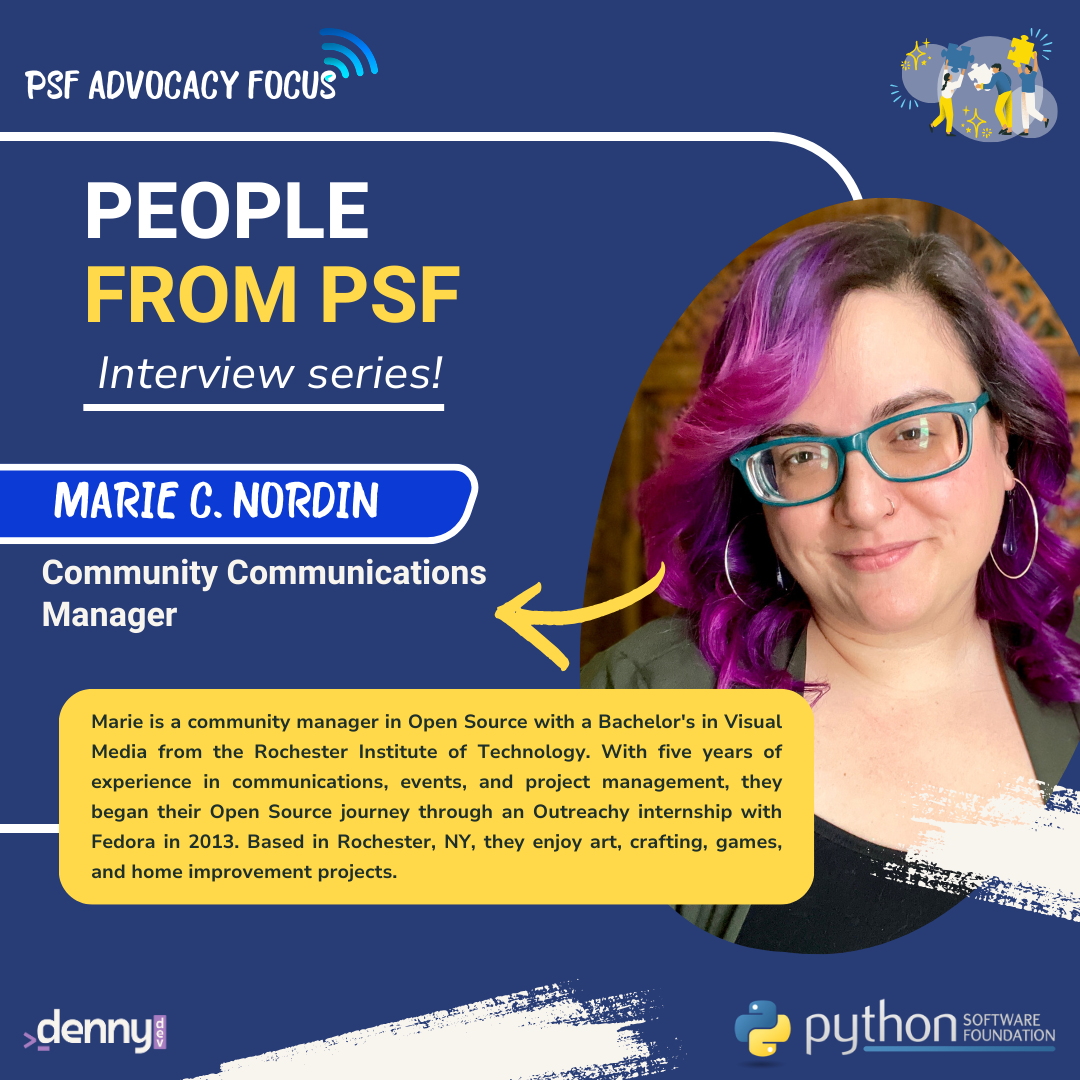 PSF ADVOCACY FOCUS
PEOPLE
FROM PSF
Interview series!
MARIE C. NORDIN
Community Communications
Manager
Marie is a community manager in Open Source with a Bachelor's in Visual
Media from the Rochester Institute of Technology. With five years of
experience in communications, events, and project management, they
began their Open Source journey through an Outreachy internship with
Fedora in 2013. Based in Rochester, NY, they enjoy art, crafting, games,
and home improvement projects.
>_denny dev
python SOFTWARE
FOUNDATION